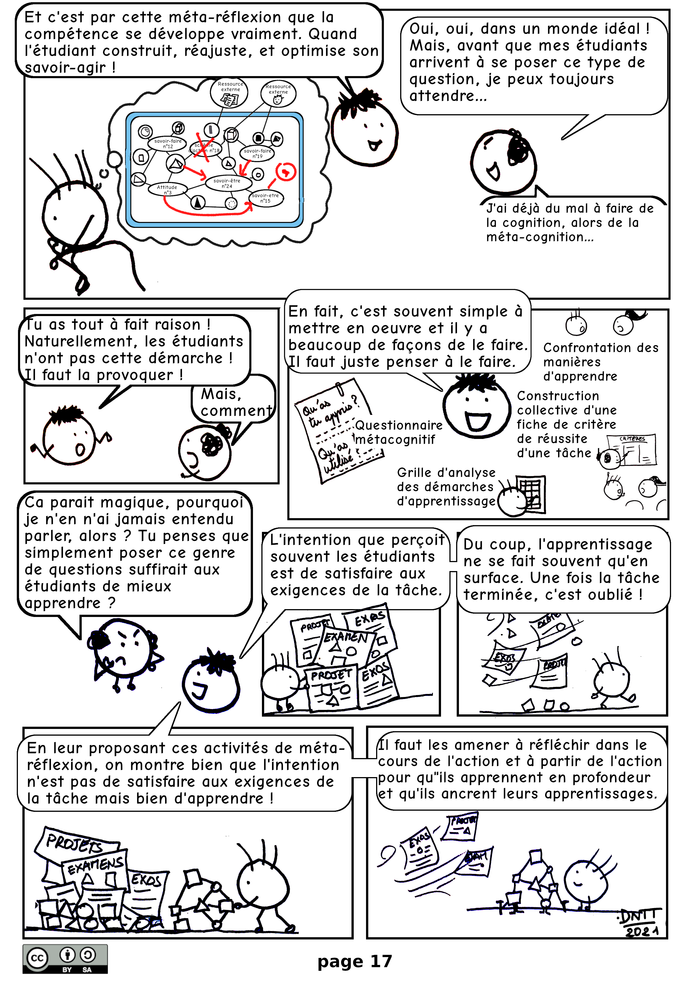 Et c'est par cette méta-réflexion que la
compétence se développe vraiment. Quand
l'étudiant construit, réajuste, et optimise son
savoir-agir !
Oui, oui, dans un monde idéal !
Mais, avant que mes étudiants
arrivent à se poser ce type de
question, je peux toujours
attendre...
Ressource
externe
Ressource
externe
savoir-faire
n°12
savoir-faire
n°19
savoir-être
n°24
Attitude
n°3
savoir-être
n°15
J'ai déjà du mal à faire de
la cognition, alors de la
méta-cognition...
Tu as tout à fait raison !
Naturellement, les étudiants
n'ont pas cette démarche !
Il faut la provoquer !
Mais,
comment
En fait, c'est souvent simple à
mettre en oeuvre et il y a
beaucoup de façons de le faire.
Il faut juste penser à le faire.
Confrontation des
manières
d'apprendre
Qu'as
tu appris ?
Qu'as
utilisé
Questionnaire
métacognitif
Construction
collective d'une
fiche de critère
de réussite
d'une tâche
CRITÈRES
Grille d'analyse
des démarches
d'apprentissage
Ca parait magique, pourquoi
je n'en n'ai jamais entendu
parler, alors ? Tu penses que
simplement poser ce genre
de questions suffirait aux
étudiants de mieux
apprendre ?
L'intention que perçoit
souvent les étudiants
est de satisfaire aux
exigences de la tâche.
PROJET
EXOS
EXAMEN
PROJET
EXOS
Du coup, l'apprentissage
ne se fait souvent qu'en
surface. Une fois la tâche
terminée, c'est oublié !
EXOS
PROJET
En leur proposant ces activités de méta-
réflexion, on montre bien que l'intention
n'est pas de satisfaire aux exigences de
la tâche mais bien d'apprendre !
PROJETS
EXAMENS
EXOS
Il faut les amener à réfléchir dans le
cours de l'action et à partir de l'action
pour qu"ils apprennent en profondeur
et qu'ils ancrent leurs apprentissages.
EXOS
PROJET
EXAM
DNTT
2021
cc BY SA
page 17